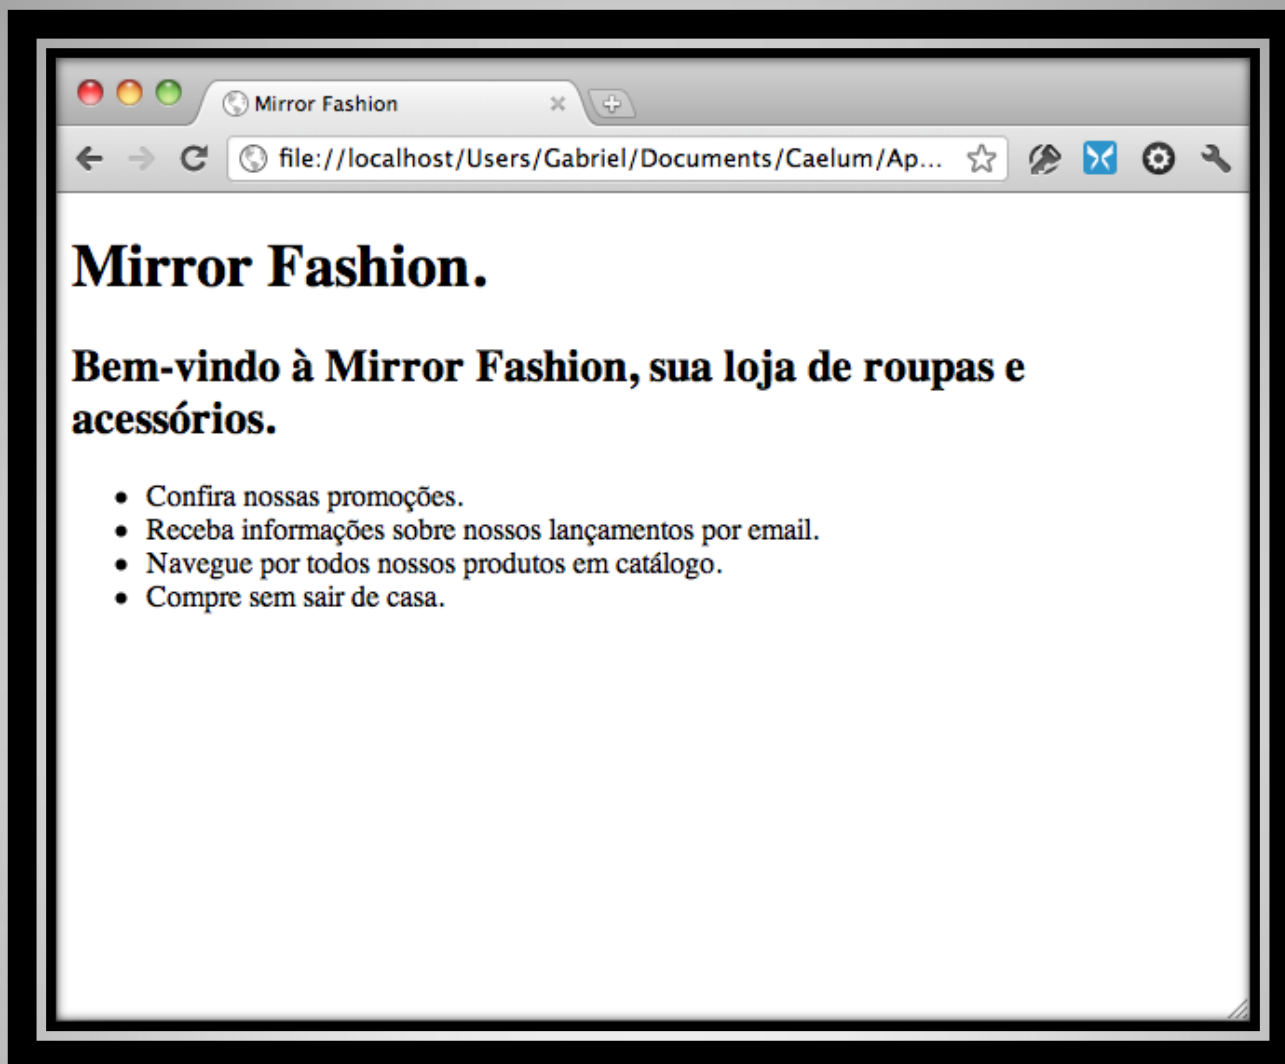 Mirror Fashion
file://localhost/Users/Gabriel/Documents/Caelum/Ap...
Mirror Fashion.
Bem-vindo à Mirror Fashion, sua loja de roupas e
acessórios.
Confira nossas promoções.
Receba informações sobre nossos lançamentos por email.
Navegue por todos nossos produtos em catálogo.
Compre sem sair de casa.